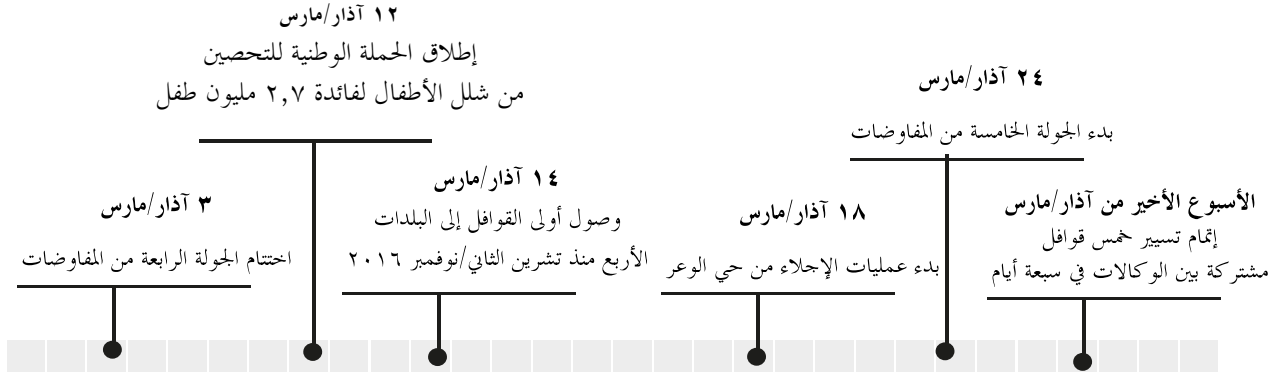 ٣ آذار/مارس
اختتام الجولة الرابعة من المفاوضات
١٢ آذار/مارس
إطلاق الحملة الوطنية للتحصين
من شلل الأطفال لفائدة ٢,٧ مليون طفل
١٤ آذار/مارس
وصول أولى القوافل إلى البلدات
الأربع منذ تشرين الثاني/نوفمبر ٢٠١٦
١٨ آذار/مارس
بدء عمليات الإجلاء من حي الوعر
٢٤ آذار/مارس
بدء الجولة الخامسة من المفاوضات
الأسبوع الأخير من آذار/مارس
إتمام تسيير خمس قوافل
مشتركة بين الوكالات في سبعة أيام